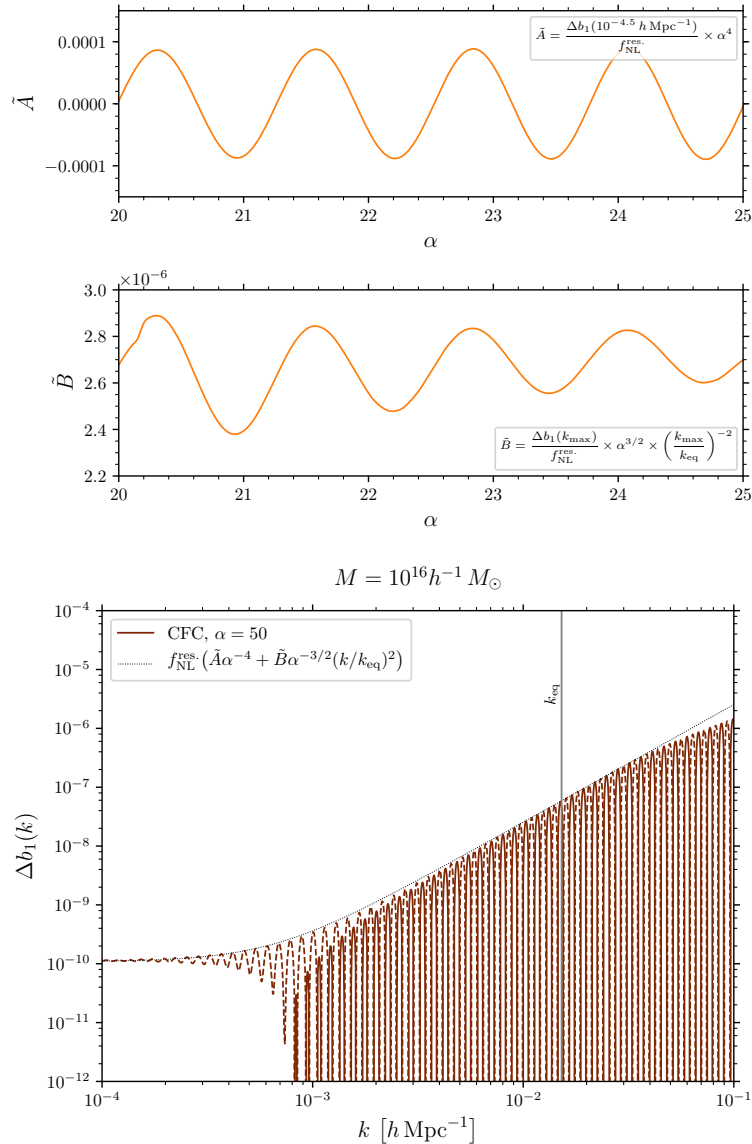 0.0001
0.0000
−0.0001
Ã
Ã = Δb₁(10⁻⁴·⁵ h Mpc⁻¹) / f_NL^res. × α⁴
20 21 22 23 24 25
α
×10⁻⁶
3.0
2.8
2.6
2.4
2.2
B̃
B̃ = Δb₁(k_max) / f_NL^res. × α^{3/2} × (k_max / k_eq)⁻²
20 21 22 23 24 25
α
M = 10¹⁶h⁻¹ M_⊙
10⁻⁴
10⁻⁵
10⁻⁶
10⁻⁷
10⁻⁸
10⁻⁹
10⁻¹⁰
10⁻¹¹
10⁻¹²
Δb₁(k)
CFC, α = 50
f_NL^res. (Ãα⁻⁴ + B̃α^{−3/2}(k/k_eq)²)
k_eq
10⁻⁴ 10⁻³ 10⁻² 10⁻¹
k [h Mpc⁻¹]